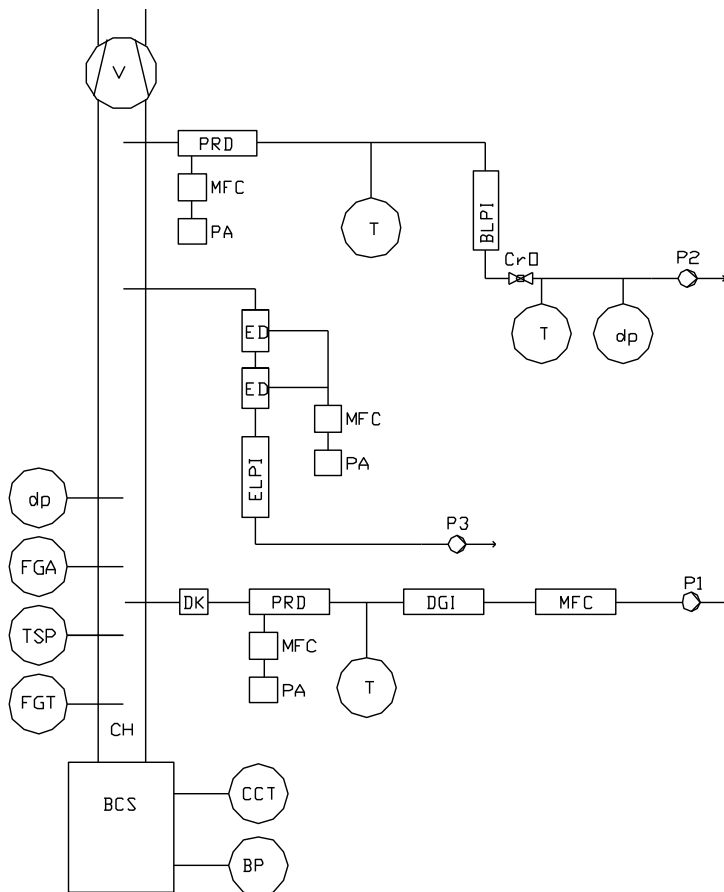 V
PRD
MFC
PA
T
BLPI
CrO
P2
T
dp
ED
ED
MFC
PA
ELPI
dp
P3
FGA
DK
PRD
DGI
MFC
P1
TSP
MFC
PA
T
FGT
CH
BCS
CCT
BP